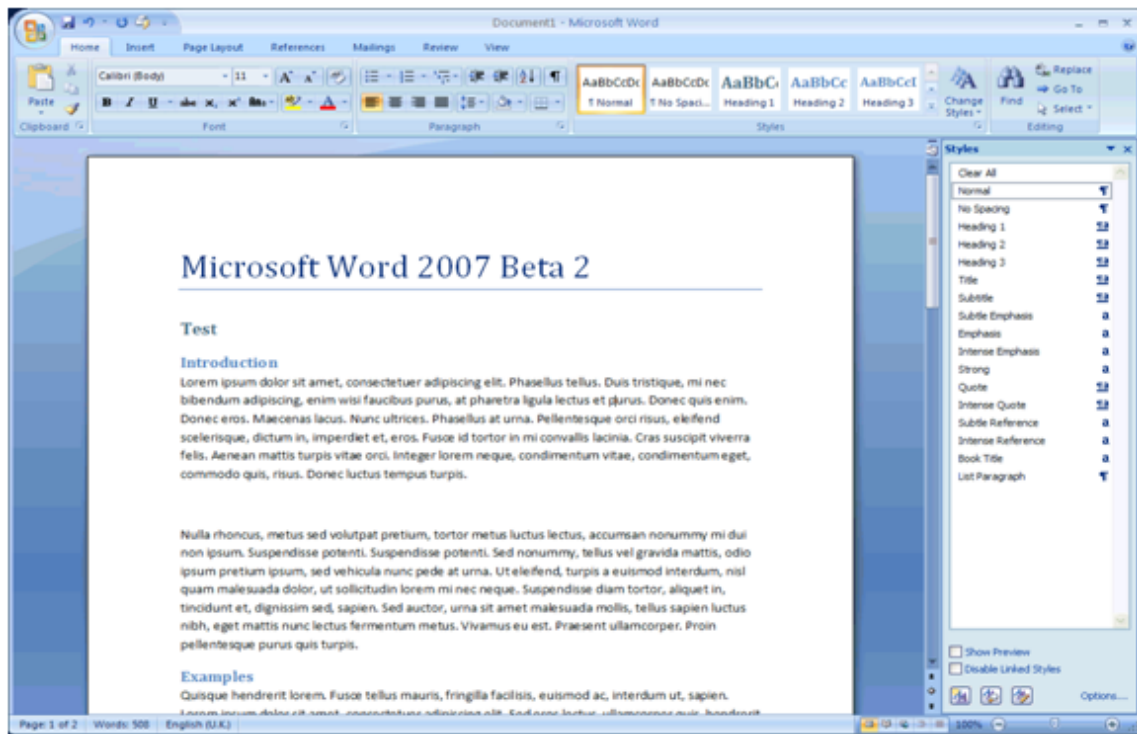 Document1 - Microsoft Word
Home Insert Page Layout References Mailings Review View
Paste
Calibri (Body) 11
AaBbCcDc AaBbCcDc AaBbC AaBbCc AaBbCcI
¶ Normal ¶ No Spaci... Heading 1 Heading 2 Heading 3
Change Styles
Find
Replace
Go To
Select
Clipboard Font Paragraph Styles Editing
Microsoft Word 2007 Beta 2
Test
Introduction
Lorem ipsum dolor sit amet, consectetuer adipiscing elit. Phasellus tellus. Duis tristique, mi nec
bibendum adipiscing, enim wisi faucibus purus, at pharetra ligula lectus et purus. Donec quis enim.
Donec eros. Maecenas lacus. Nunc ultrices. Phasellus at urna. Pellentesque orci risus, eleifend
scelerisque, dictum in, imperdiet et, eros. Fusce id tortor in mi convallis lacinia. Cras suscipit viverra
felis. Aenean mattis turpis vitae orci. Integer lorem neque, condimentum vitae, condimentum eget,
commodo quis, risus. Donec luctus tempus turpis.
Nulla rhoncus, metus sed volutpat pretium, tortor metus luctus lectus, accumsan nonummy mi dui
non ipsum. Suspendisse potenti. Suspendisse potenti. Sed nonummy, tellus vel gravida mattis, odio
ipsum pretium ipsum, sed vehicula nunc pede at urna. Ut eleifend, turpis a euismod interdum, nisl
quam malesuada dolor, ut sollicitudin lorem mi nec neque. Suspendisse diam tortor, aliquet in,
tincidunt et, dignissim sed, sapien. Sed auctor, urna sit amet malesuada mollis, tellus sapien luctus
nibh, eget mattis nunc lectus fermentum metus. Vivamus eu est. Praesent ullamcorper. Proin
pellentesque purus quis turpis.
Examples
Quisque hendrerit lorem. Fusce tellus mauris, fringilla facilisis, euismod ac, interdum ut, sapien.
Lorem ipsum dolor sit amet, consectetuer adipiscing elit. Sed eros lectus, ullamcorper quis, hendrerit
Styles
Clear All
Normal
No Spacing
Heading 1
Heading 2
Heading 3
Title
Subtitle
Subtle Emphasis
Emphasis
Intense Emphasis
Strong
Quote
Intense Quote
Subtle Reference
Intense Reference
Book Title
List Paragraph
Show Preview
Disable Linked Styles
Options...
Page: 1 of 2 Words: 508 English (U.K.) 100%